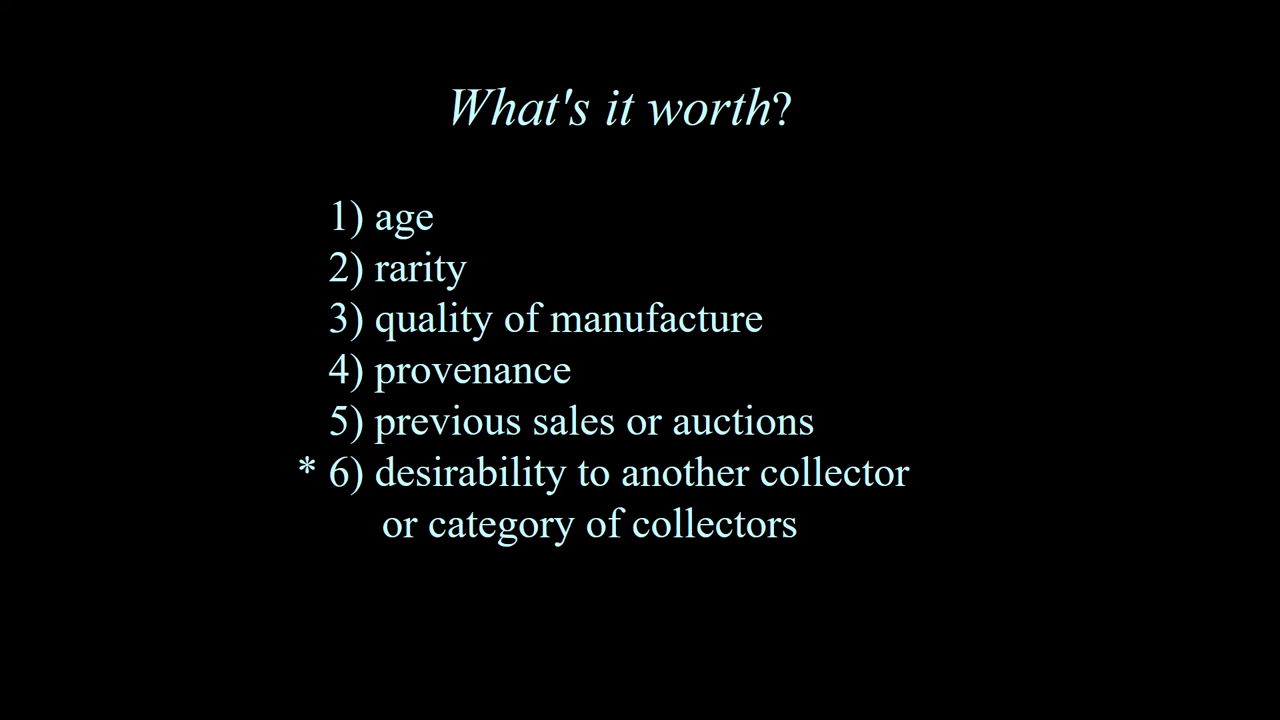 What's it worth?
1) age
2) rarity
3) quality of manufacture
4) provenance
5) previous sales or auctions
* 6) desirability to another collector
or category of collectors